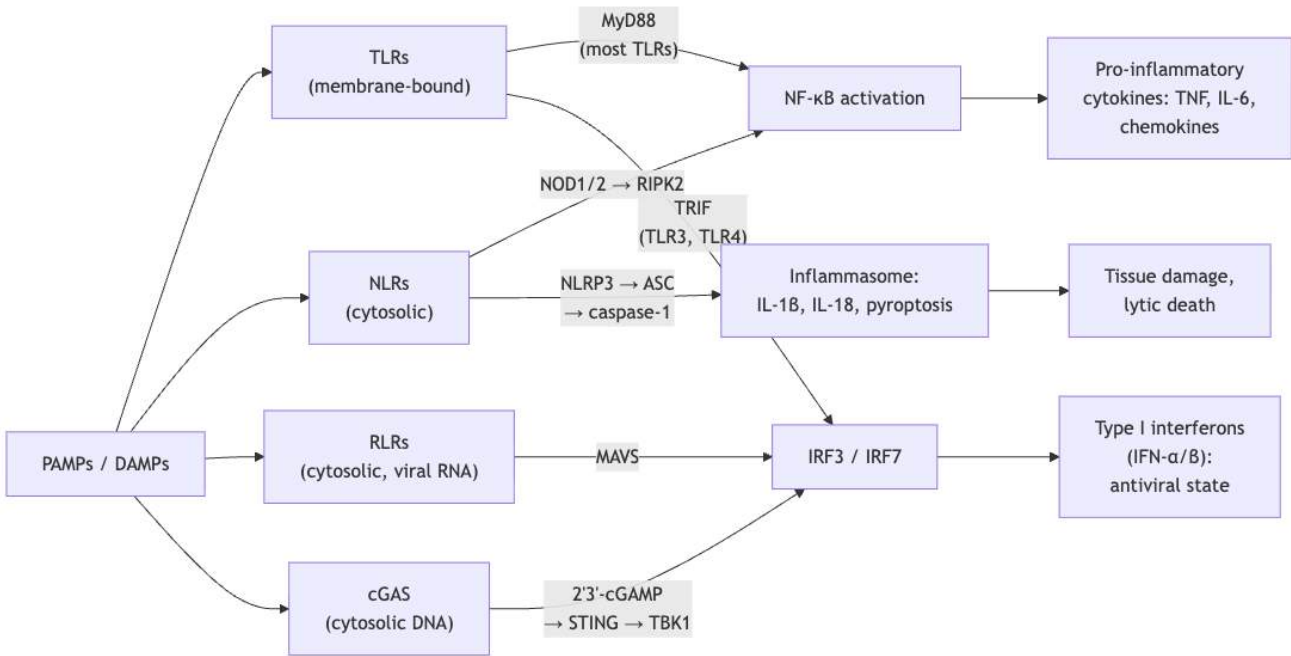 MyD88
(most TLRs)
TLRs
(membrane-bound)
NF-κB activation
Pro-inflammatory
cytokines: TNF, IL-6,
chemokines
NOD1/2 → RIPK2
TRIF
(TLR3, TLR4)
NLRs
(cytosolic)
NLRP3 → ASC
→ caspase-1
Inflammasome:
IL-1β, IL-18, pyroptosis
Tissue damage,
lytic death
PAMPs / DAMPs
RLRs
(cytosolic, viral RNA)
MAVS
IRF3 / IRF7
Type I interferons
(IFN-α/β):
antiviral state
cGAS
(cytosolic DNA)
2'3'-cGAMP
→ STING → TBK1